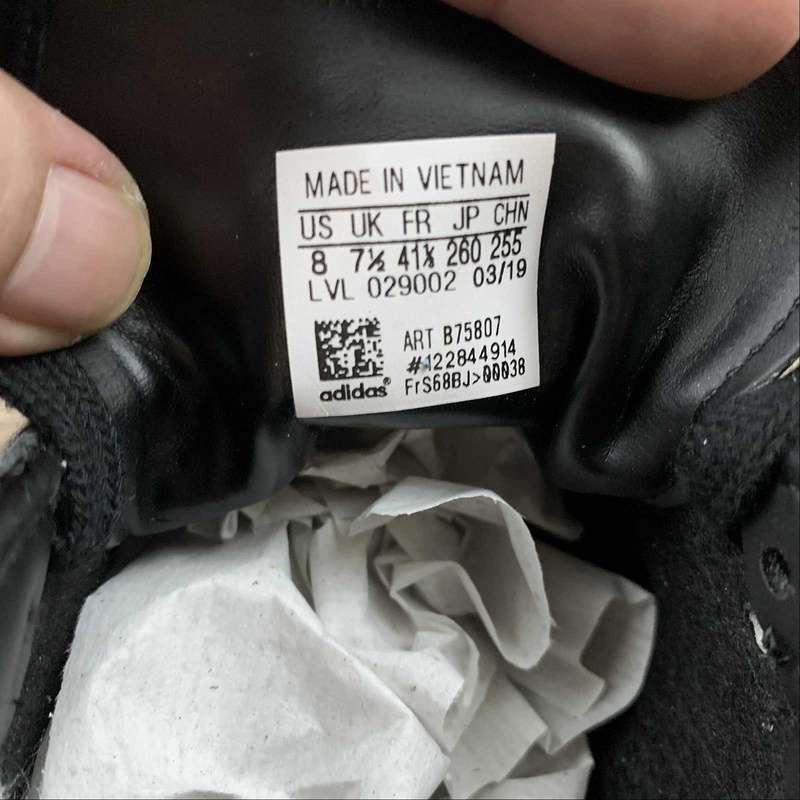 MADE IN VIETNAM
US UK FR JP CHN
8 7½ 41⅓ 260 255
LVL 029002 03/19
ART B75807
#122844914
FrS68BJ>00038
adidas®